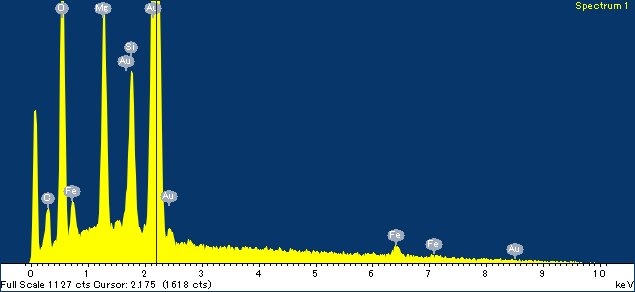 Spectrum 1
O Mg Au
Si
Au
C Fe Au
Fe Fe Au
0 1 2 3 4 5 6 7 8 9 10
Full Scale 1127 cts Cursor: 2.175 (1618 cts) keV